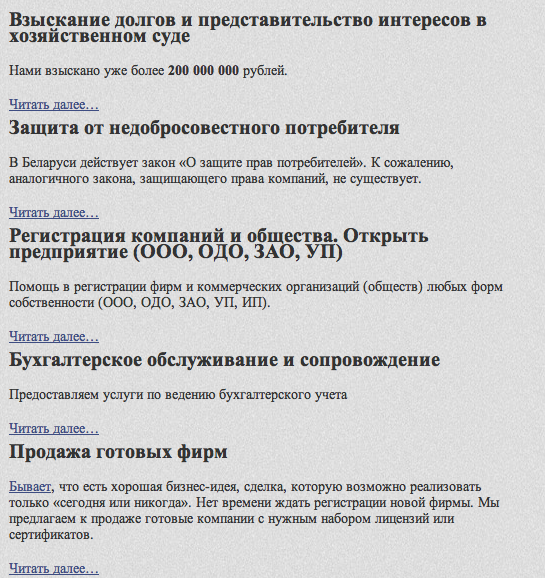 Взыскание долгов и представительство интересов в
хозяйственном суде
Нами взыскано уже более 200 000 000 рублей.
Читать далее…
Защита от недобросовестного потребителя
В Беларуси действует закон «О защите прав потребителей». К сожалению,
аналогичного закона, защищающего права компаний, не существует.
Читать далее…
Регистрация компаний и общества. Открыть
предприятие (ООО, ОДО, ЗАО, УП)
Помощь в регистрации фирм и коммерческих организаций (обществ) любых форм
собственности (ООО, ОДО, ЗАО, УП, ИП).
Читать далее…
Бухгалтерское обслуживание и сопровождение
Предоставляем услуги по ведению бухгалтерского учета
Читать далее…
Продажа готовых фирм
Бывает, что есть хорошая бизнес-идея, сделка, которую возможно реализовать
только «сегодня или никогда». Нет времени ждать регистрации новой фирмы. Мы
предлагаем к продаже готовые компании с нужным набором лицензий или
сертификатов.
Читать далее…